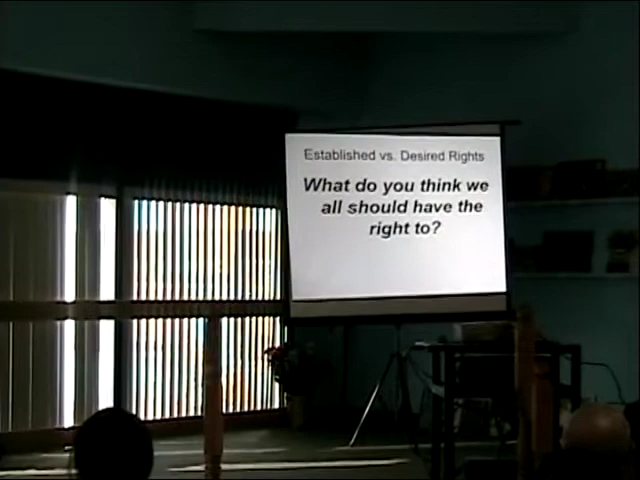 Established vs. Desired Rights
What do you think we
all should have the
right to?